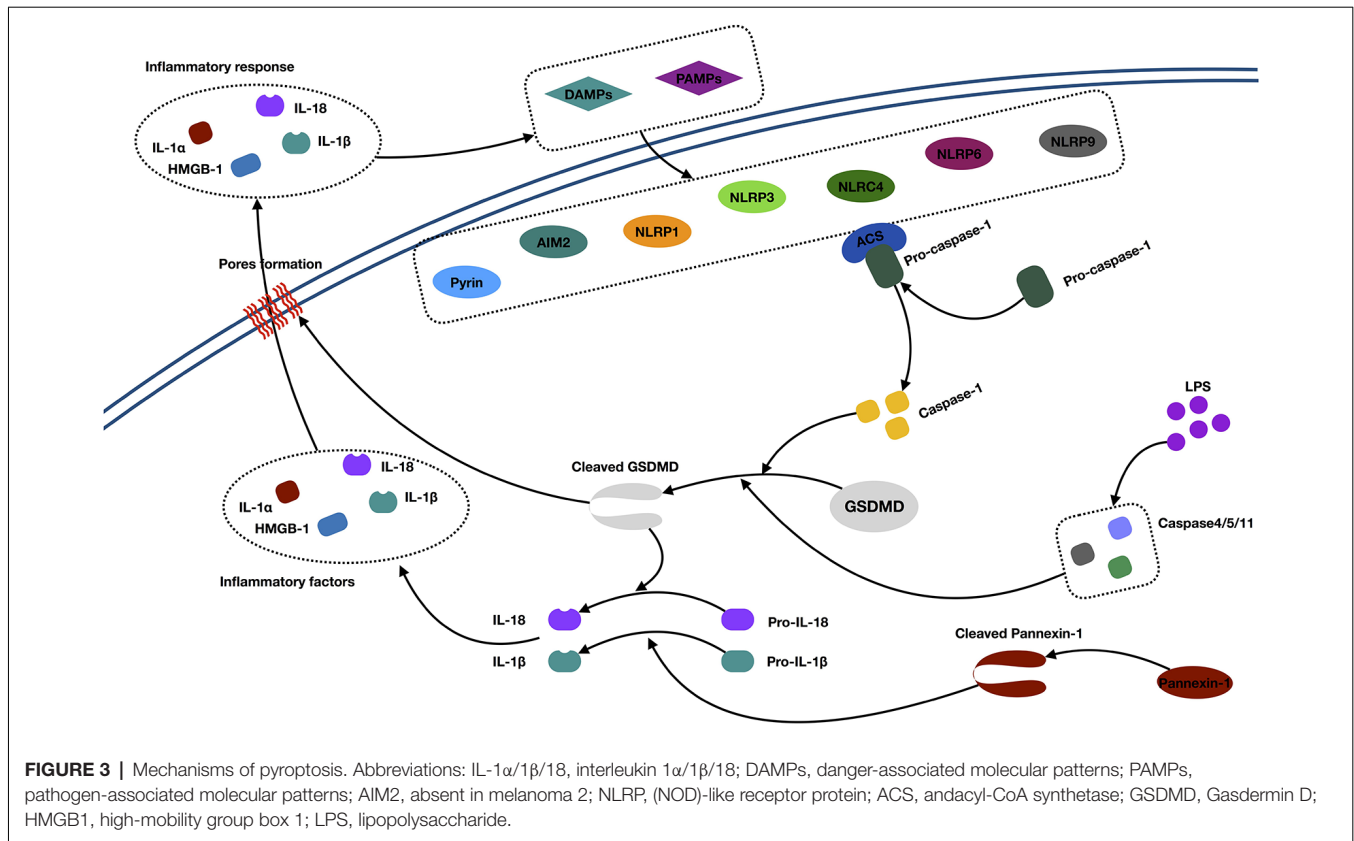 Inflammatory response
IL-18
IL-1α
IL-1β
HMGB-1
DAMPs
PAMPs
NLRP9
NLRP6
NLRC4
NLRP3
NLRP1
AIM2
Pyrin
ACS
Pro-caspase-1
Pro-caspase-1
Pores formation
Caspase-1
LPS
Cleaved GSDMD
GSDMD
Caspase4/5/11
IL-18
IL-1α
IL-1β
HMGB-1
Inflammatory factors
IL-18
Pro-IL-18
IL-1β
Pro-IL-1β
Cleaved Pannexin-1
Pannexin-1
FIGURE 3 | Mechanisms of pyroptosis. Abbreviations: IL-1α/1β/18, interleukin 1α/1β/18; DAMPs, danger-associated molecular patterns; PAMPs,
pathogen-associated molecular patterns; AIM2, absent in melanoma 2; NLRP, (NOD)-like receptor protein; ACS, andacyl-CoA synthetase; GSDMD, Gasdermin D;
HMGB1, high-mobility group box 1; LPS, lipopolysaccharide.